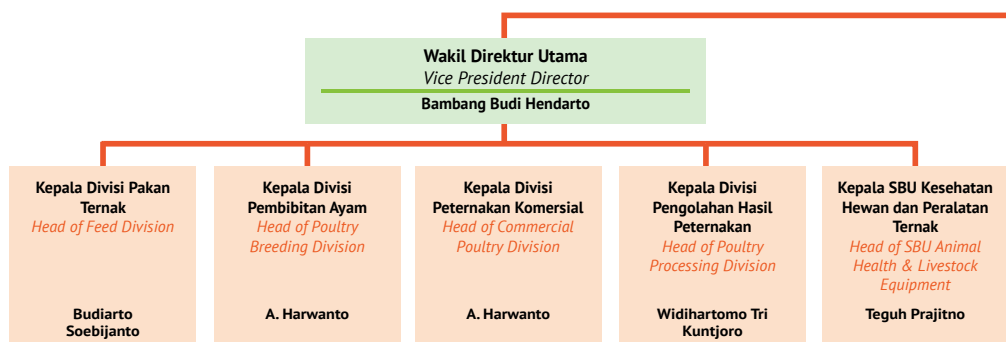 Wakil Direktur Utama
Vice President Director
Bambang Budi Hendarto
Kepala Divisi Pakan
Ternak
Head of Feed Division
Budiarto
Soebijanto
Kepala Divisi
Pembibitan Ayam
Head of Poultry
Breeding Division
A. Harwanto
Kepala Divisi
Peternakan Komersial
Head of Commercial
Poultry Division
A. Harwanto
Kepala Divisi
Pengolahan Hasil
Peternakan
Head of Poultry
Processing Division
Widihartomo Tri
Kuntjoro
Kepala SBU Kesehatan
Hewan dan Peralatan
Ternak
Head of SBU Animal
Health & Livestock
Equipment
Teguh Prajitno